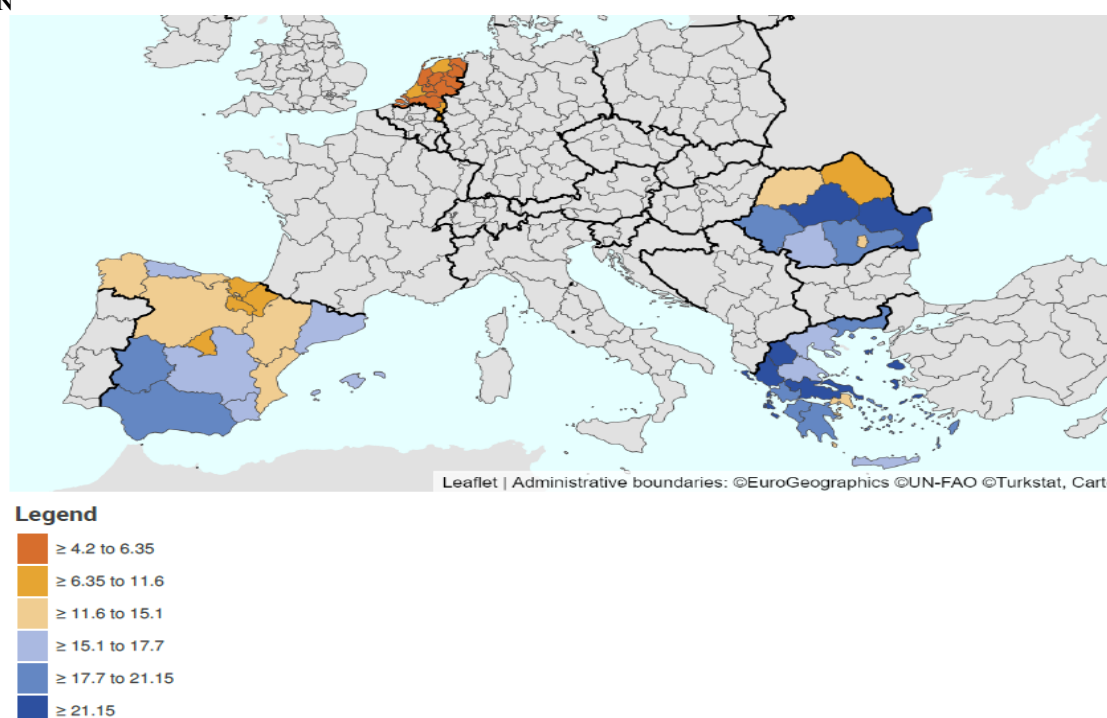 N
Leaflet | Administrative boundaries: ©EuroGeographics ©UN-FAO ©Turkstat, Cart
Legend
≥ 4.2 to 6.35
≥ 6.35 to 11.6
≥ 11.6 to 15.1
≥ 15.1 to 17.7
≥ 17.7 to 21.15
≥ 21.15